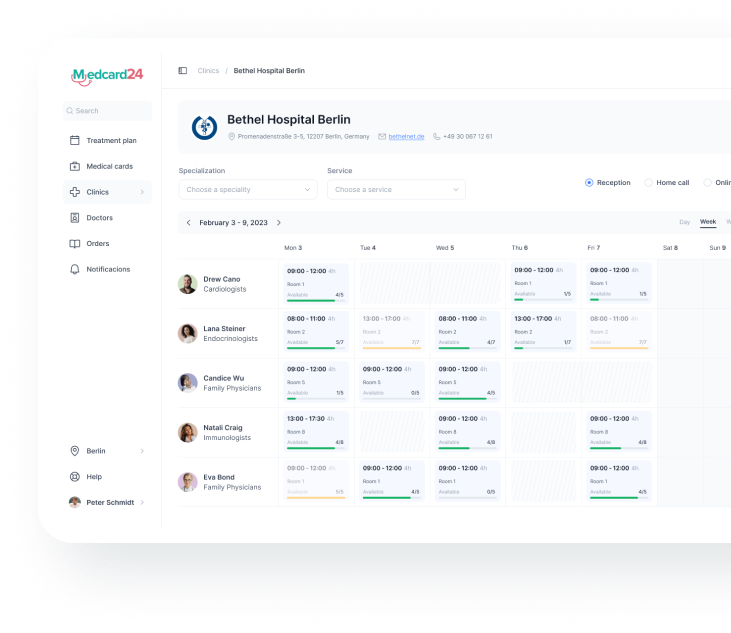 Medcard24
Clinics / Bethel Hospital Berlin
Search
Treatment plan
Medical cards
Clinics
Doctors
Orders
Notificacions
Berlin
Help
Peter Schmidt
Bethel Hospital Berlin
Promenadenstraße 3-5, 12207 Berlin, Germany bethelnet.de +49 30 067 12 61
Specialization Service
Choose a speciality Choose a service Reception Home call
February 3 - 9, 2023 Day Week
Mon 3 Tue 4 Wed 5 Thu 6 Fri 7 Sat 8 Sun 9
Drew Cano
Cardiologists
09:00 - 12:00 4h 09:00 - 12:00 4h 09:00 - 12:00 4h
Room 1 Room 1 Room 1
Available 4/5 Available 1/5 Available 1/5
Lana Steiner
Endocrinologists
08:00 - 11:00 4h 13:00 - 17:00 4h 08:00 - 11:00 4h 13:00 - 17:00 4h 08:00 - 11:00 4h
Room 2 Room 2 Room 2 Room 2 Room 2
Available 5/7 Available 7/7 Available 4/7 Available 1/7 Available 7/7
Candice Wu
Family Physicians
09:00 - 12:00 4h 09:00 - 12:00 4h 09:00 - 12:00 4h
Room 5 Room 5 Room 5
Available 1/5 Available 0/5 Available 4/5
Natali Craig
Immunologists
13:00 - 17:30 4h 09:00 - 12:00 4h 09:00 - 12:00 4h
Room 8 Room 8 Room 8
Available 4/8 Available 4/8 Available 4/8
Eva Bond
Family Physicians
09:00 - 12:00 4h 09:00 - 12:00 4h 09:00 - 12:00 4h 09:00 - 12:00 4h
Room 1 Room 1 Room 1 Room 1
Available 5/5 Available 4/5 Available 0/5 Available 4/5